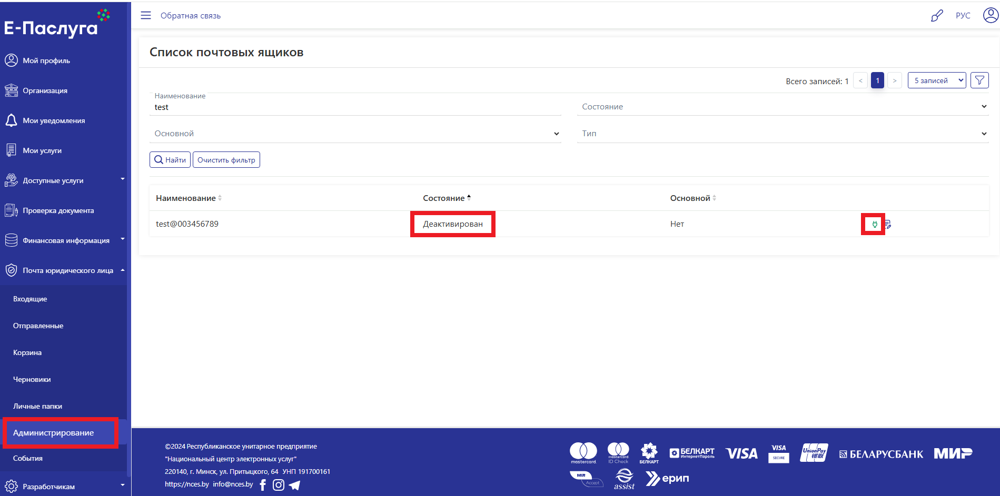 Е-Паслуга
Мой профиль
Организация
Мои уведомления
Мои услуги
Доступные услуги
Проверка документа
Финансовая информация
Почта юридического лица
Входящие
Отправленные
Корзина
Черновики
Личные папки
Администрирование
События
Разработчикам
Обратная связь
РУС
Список почтовых ящиков
Всего записей: 1 < 1 > 5 записей
Наименование
test
Состояние
Основной
Тип
Найти
Очистить фильтр
Наименование Состояние Основной
test@003456789 Деактивирован Нет
©2024 Республиканское унитарное предприятие
"Национальный центр электронных услуг"
220140, г. Минск, ул. Притыцкого, 64 УНП 191700161
https://nces.by info@nces.by
mastercard.
mastercard.
ID Check
БЕЛКАРТ
БЕЛКАРТ
ИнтернетПароль
VISA
VISA
SECURE
UnionPay
银联
БЕЛАРУСБАНК
МИР
MIR
Accept
assist
ерип